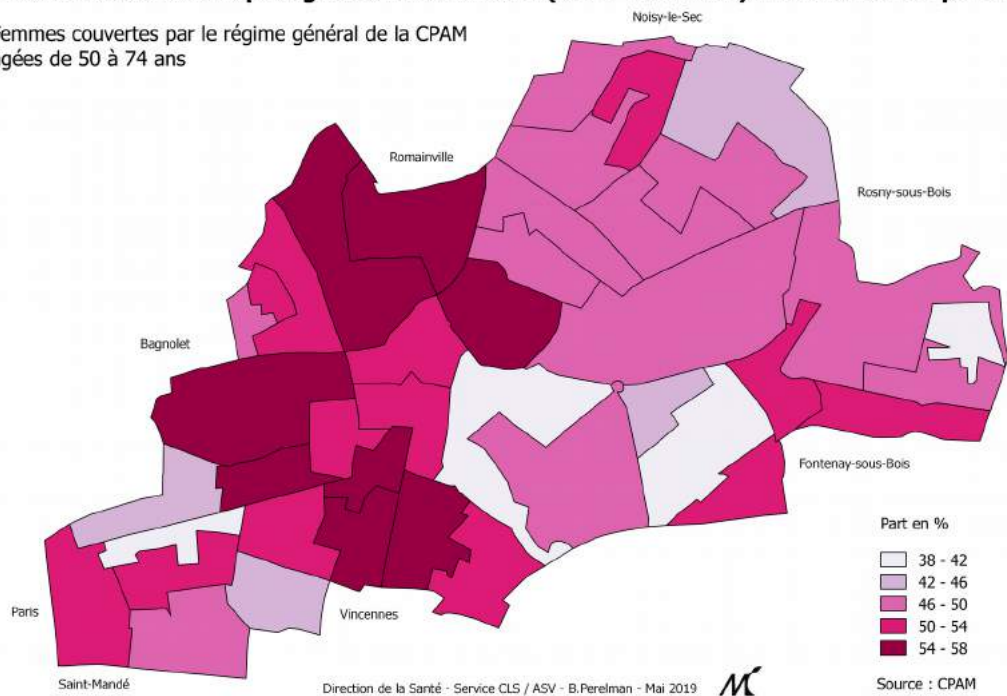 emmes couvertes par le régime général de la CPAM
gées de 50 à 74 ans
Noisy-le-Sec
Romainville
Rosny-sous-Bois
Bagnolet
Fontenay-sous-Bois
Part en %
38 - 42
42 - 46
46 - 50
50 - 54
54 - 58
Paris
Vincennes
Saint-Mandé
Direction de la Santé - Service CLS / ASV - B.Perelman - Mai 2019
Source : CPAM